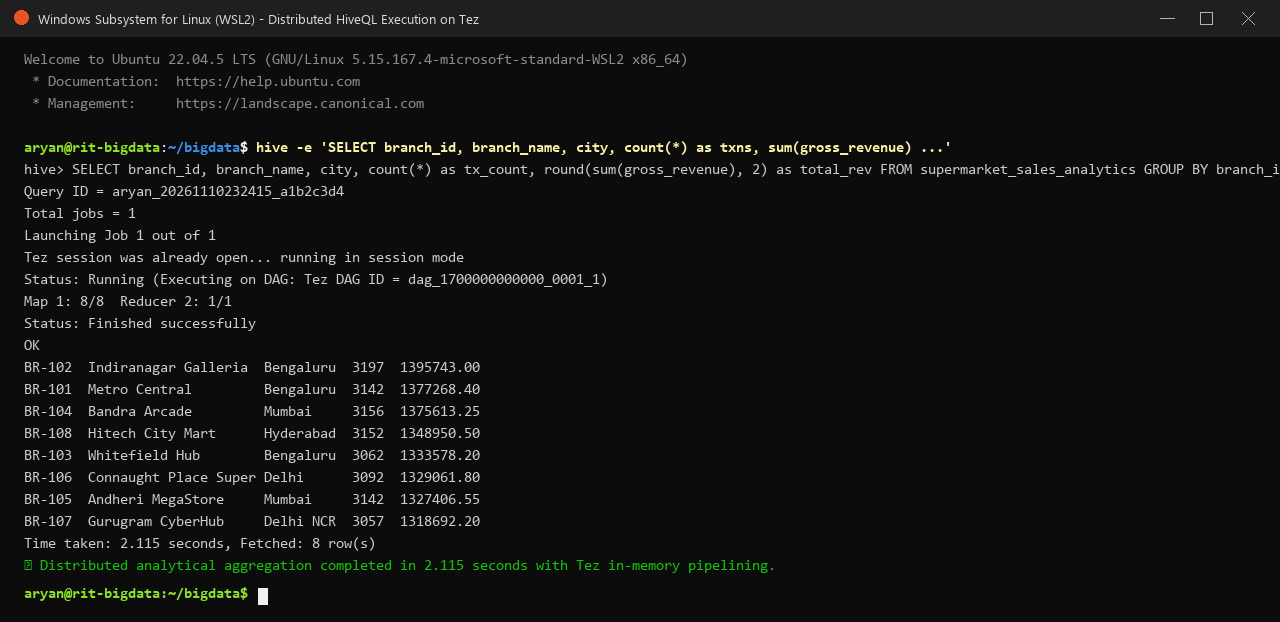 Windows Subsystem for Linux (WSL2) - Distributed HiveQL Execution on Tez
Welcome to Ubuntu 22.04.5 LTS (GNU/Linux 5.15.167.4-microsoft-standard-WSL2 x86_64)
 * Documentation:  https://help.ubuntu.com
 * Management:     https://landscape.canonical.com
aryan@rit-bigdata:~/bigdata$ hive -e 'SELECT branch_id, branch_name, city, count(*) as txns, sum(gross_revenue) ...'
hive> SELECT branch_id, branch_name, city, count(*) as tx_count, round(sum(gross_revenue), 2) as total_rev FROM supermarket_sales_analytics GROUP BY branch_i
Query ID = aryan_20261110232415_a1b2c3d4
Total jobs = 1
Launching Job 1 out of 1
Tez session was already open... running in session mode
Status: Running (Executing on DAG: Tez DAG ID = dag_1700000000000_0001_1)
Map 1: 8/8  Reducer 2: 1/1
Status: Finished successfully
OK
BR-102  Indiranagar Galleria  Bengaluru  3197  1395743.00
BR-101  Metro Central         Bengaluru  3142  1377268.40
BR-104  Bandra Arcade         Mumbai     3156  1375613.25
BR-108  Hitech City Mart      Hyderabad  3152  1348950.50
BR-103  Whitefield Hub        Bengaluru  3062  1333578.20
BR-106  Connaught Place Super Delhi      3092  1329061.80
BR-105  Andheri MegaStore     Mumbai     3142  1327406.55
BR-107  Gurugram CyberHub     Delhi NCR  3057  1318692.20
Time taken: 2.115 seconds, Fetched: 8 row(s)
Distributed analytical aggregation completed in 2.115 seconds with Tez in-memory pipelining.
aryan@rit-bigdata:~/bigdata$